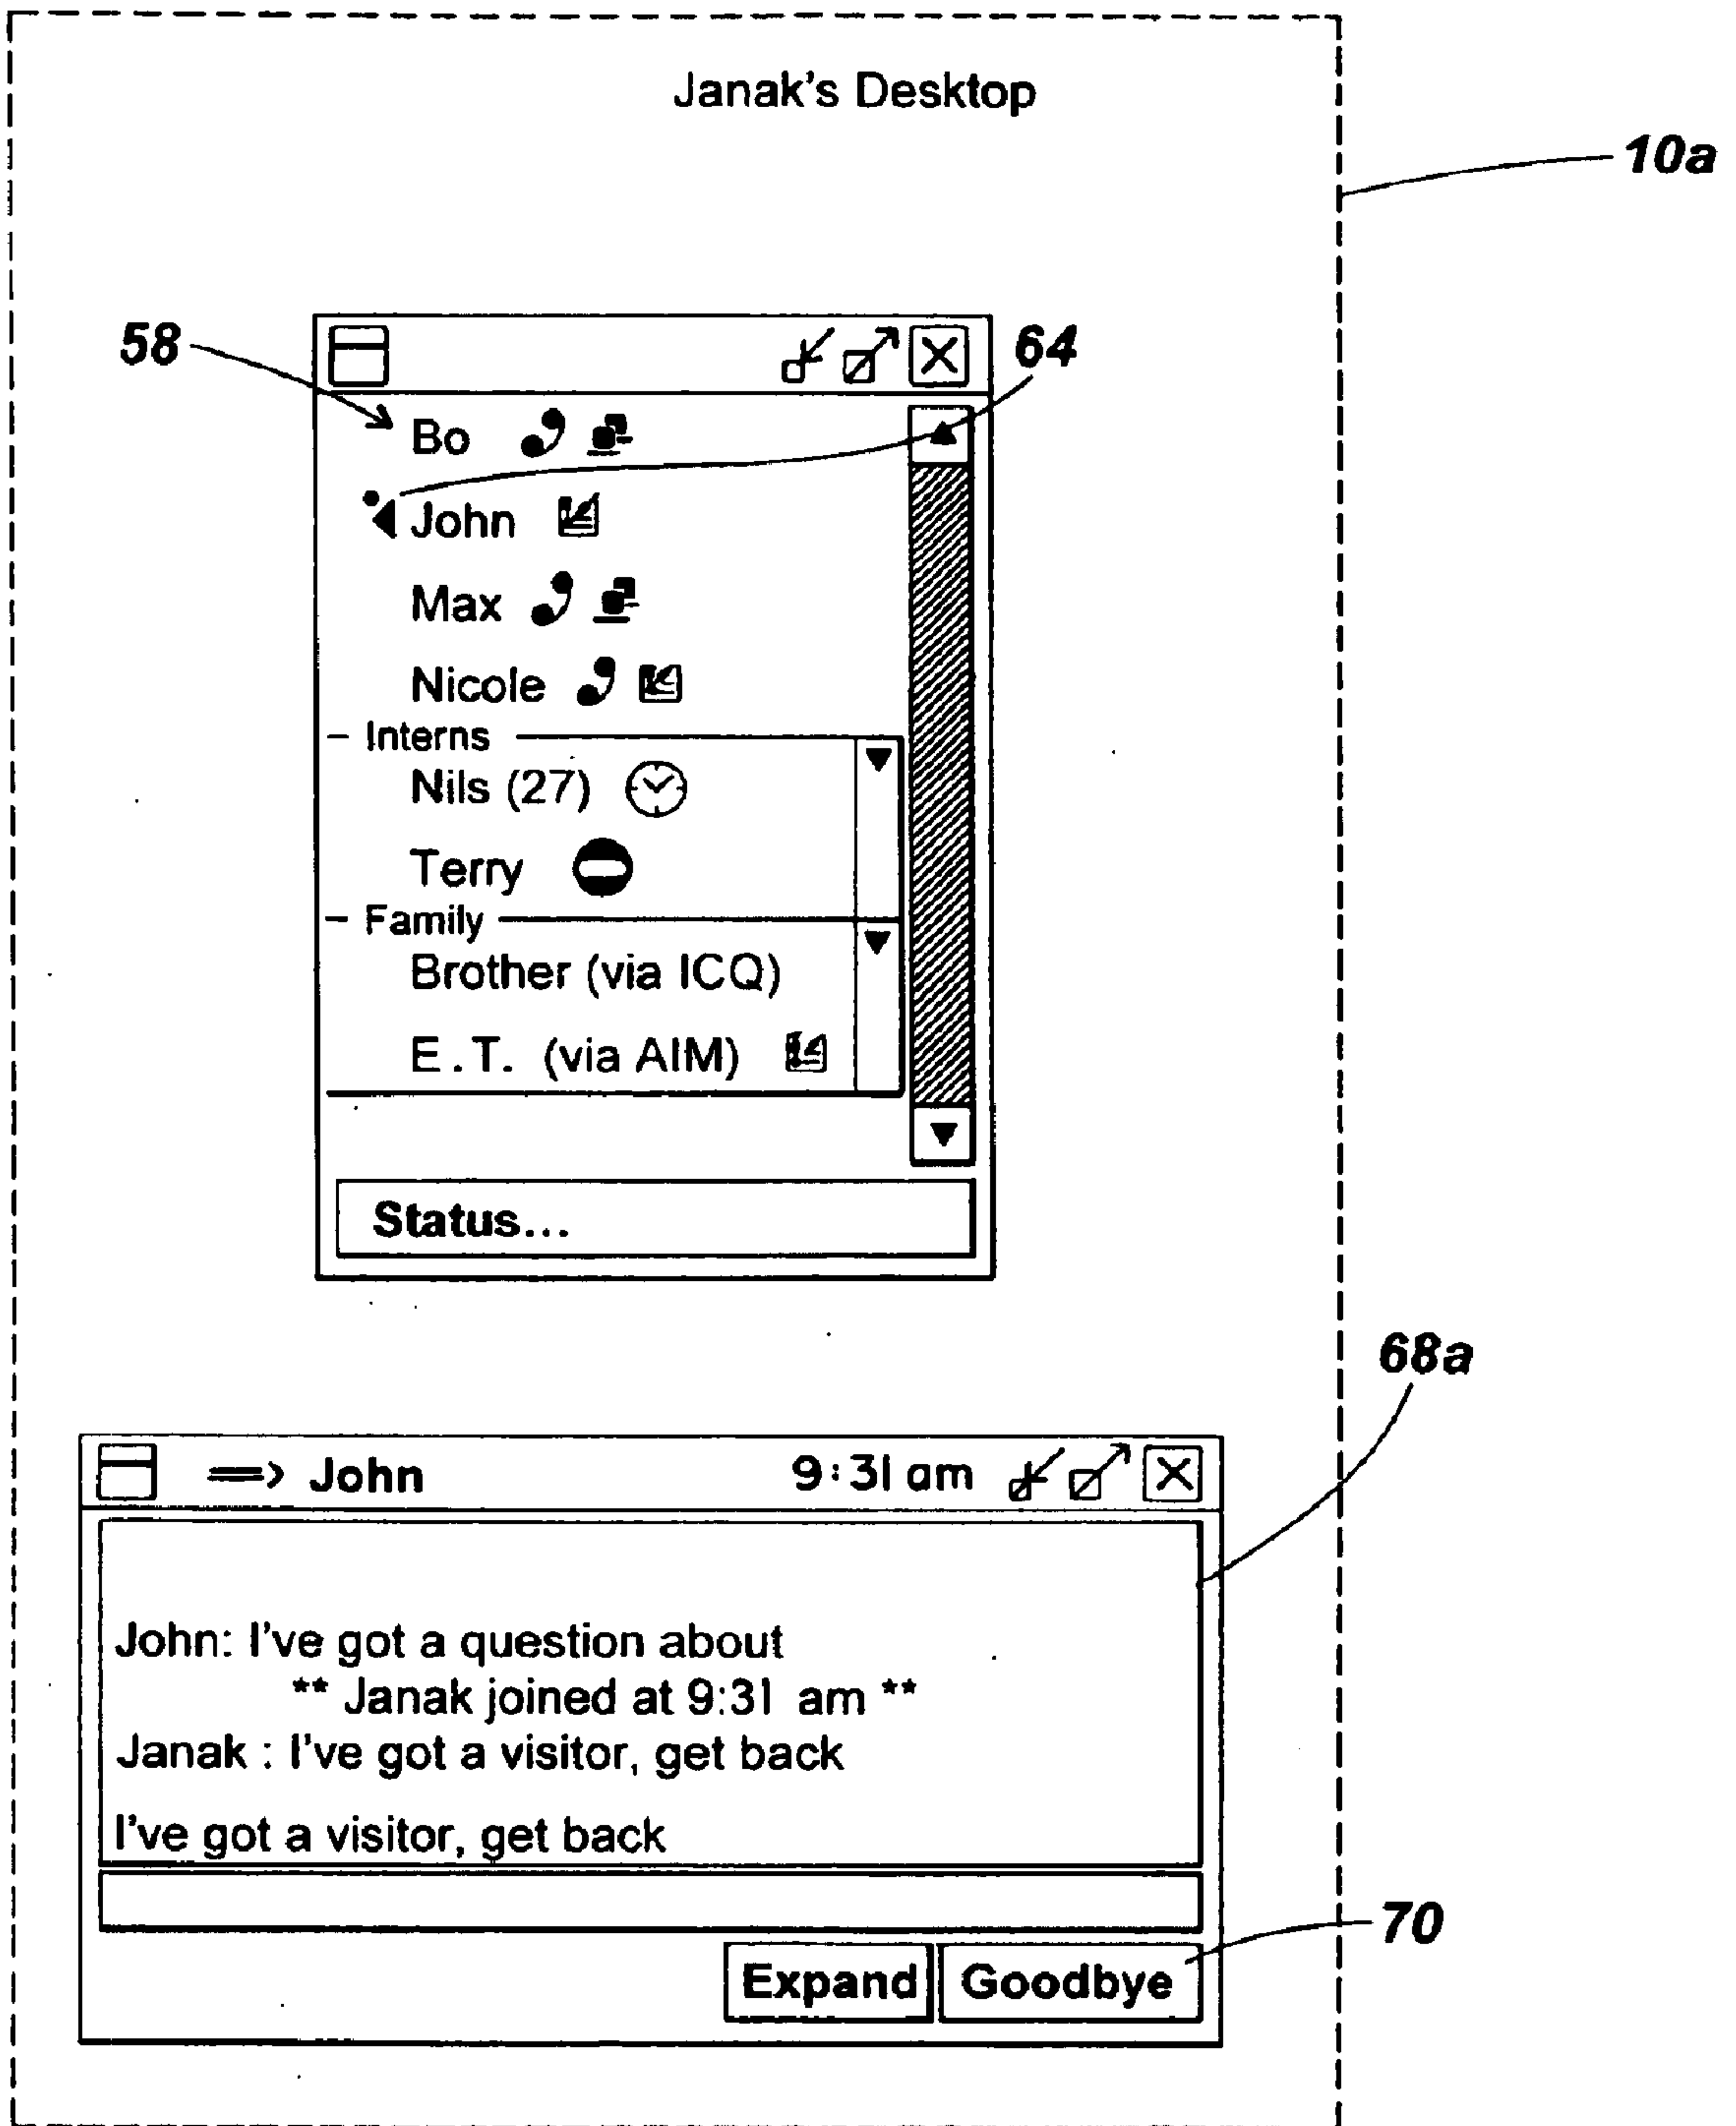 Janak's Desktop
10a
58
64
Bo
John
Max
Nicole
Interns
Nils (27)
Terry
Family
Brother (via ICQ)
E.T. (via AIM)
Status...
68a
=> John 9:31 am
John: I've got a question about
** Janak joined at 9:31 am **
Janak : I've got a visitor, get back
I've got a visitor, get back
70
Expand Goodbye